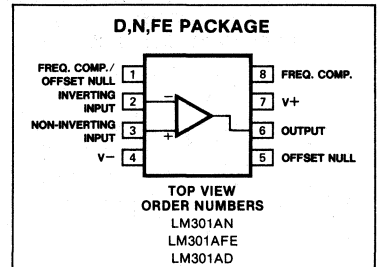 D,N,FE PACKAGE
FREQ. COMP./
OFFSET NULL 1
INVERTING
INPUT 2
NON-INVERTING
INPUT 3
V− 4
8 FREQ. COMP.
7 V+
6 OUTPUT
5 OFFSET NULL
−
+
TOP VIEW
ORDER NUMBERS
LM301AN
LM301AFE
LM301AD